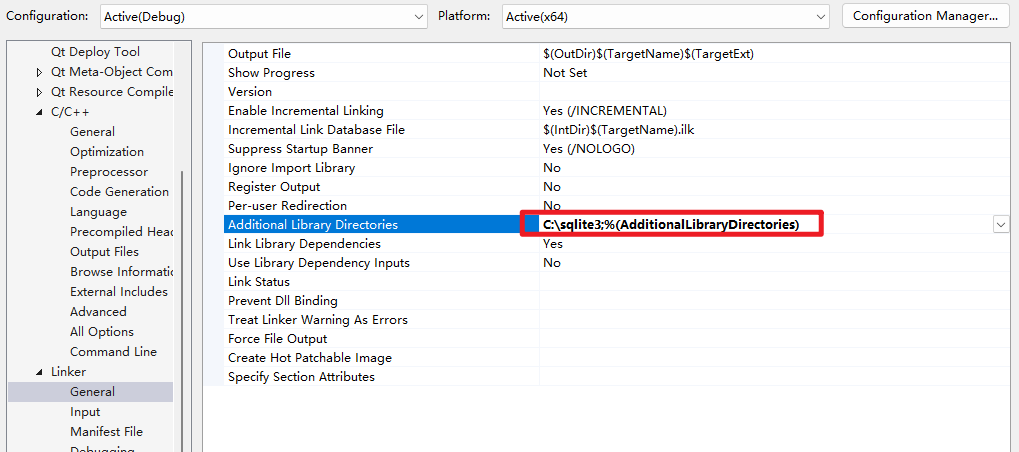 Configuration: Active(Debug) Platform: Active(x64) Configuration Manager...
Qt Deploy Tool
Qt Meta-Object Com
Qt Resource Compile
C/C++
General
Optimization
Preprocessor
Code Generation
Language
Precompiled Head
Output Files
Browse Informatic
External Includes
Advanced
All Options
Command Line
Linker
General
Input
Manifest File
Debugging
Output File $(OutDir)$(TargetName)$(TargetExt)
Show Progress Not Set
Version
Enable Incremental Linking Yes (/INCREMENTAL)
Incremental Link Database File $(IntDir)$(TargetName).ilk
Suppress Startup Banner Yes (/NOLOGO)
Ignore Import Library No
Register Output No
Per-user Redirection No
Additional Library Directories C:\sqlite3;%(AdditionalLibraryDirectories)
Link Library Dependencies Yes
Use Library Dependency Inputs No
Link Status
Prevent Dll Binding
Treat Linker Warning As Errors
Force File Output
Create Hot Patchable Image
Specify Section Attributes